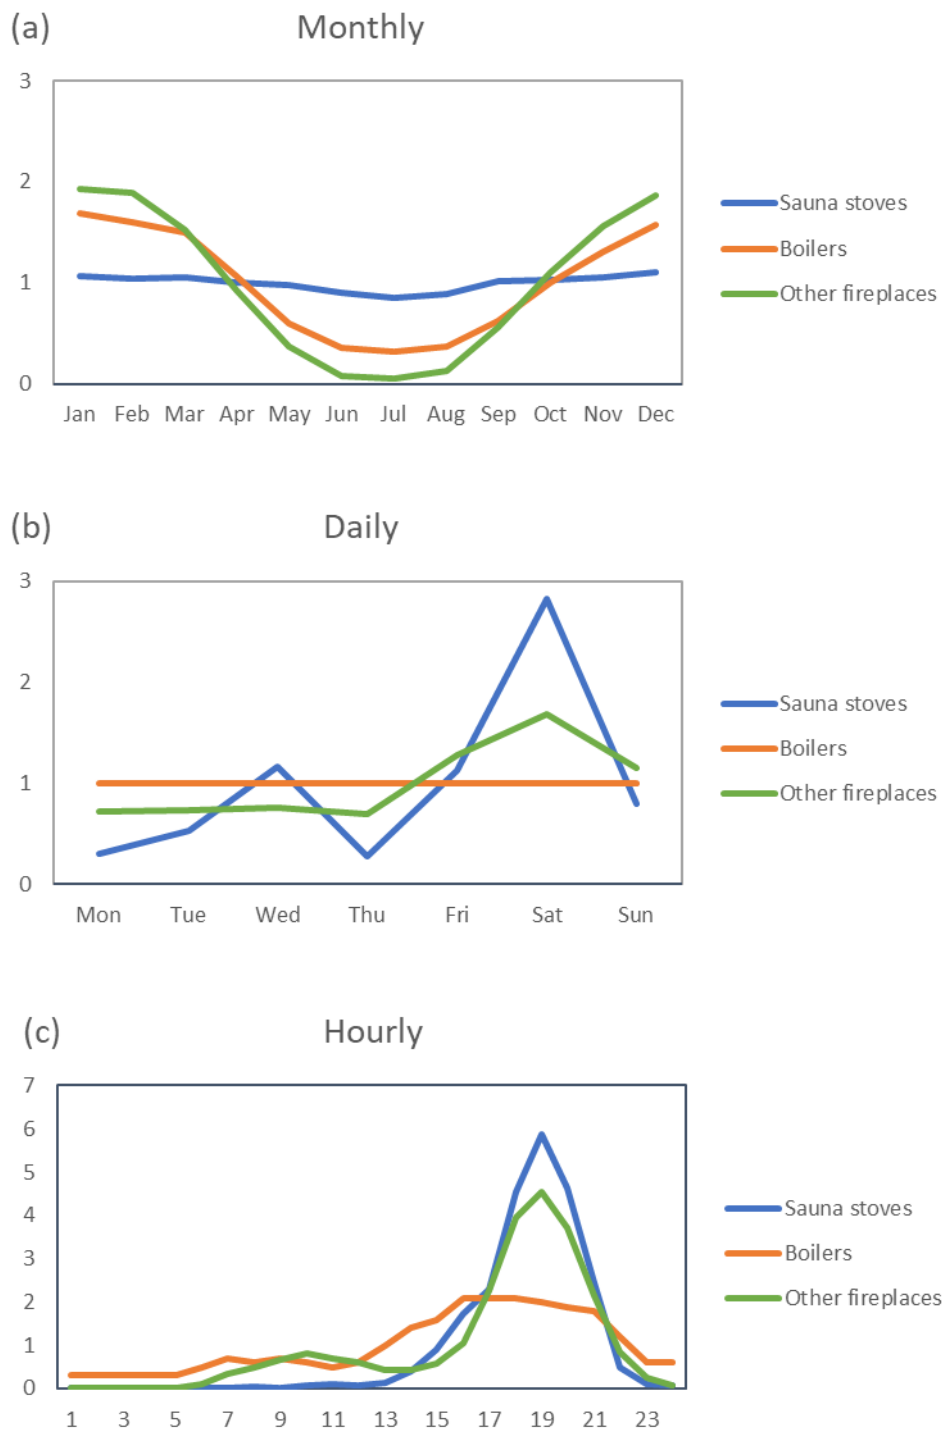 (a) Monthly
3
2
1
0
Jan Feb Mar Apr May Jun Jul Aug Sep Oct Nov Dec
Sauna stoves
Boilers
Other fireplaces
(b) Daily
3
2
1
0
Mon Tue Wed Thu Fri Sat Sun
Sauna stoves
Boilers
Other fireplaces
(c) Hourly
7
6
5
4
3
2
1
0
1 3 5 7 9 11 13 15 17 19 21 23
Sauna stoves
Boilers
Other fireplaces